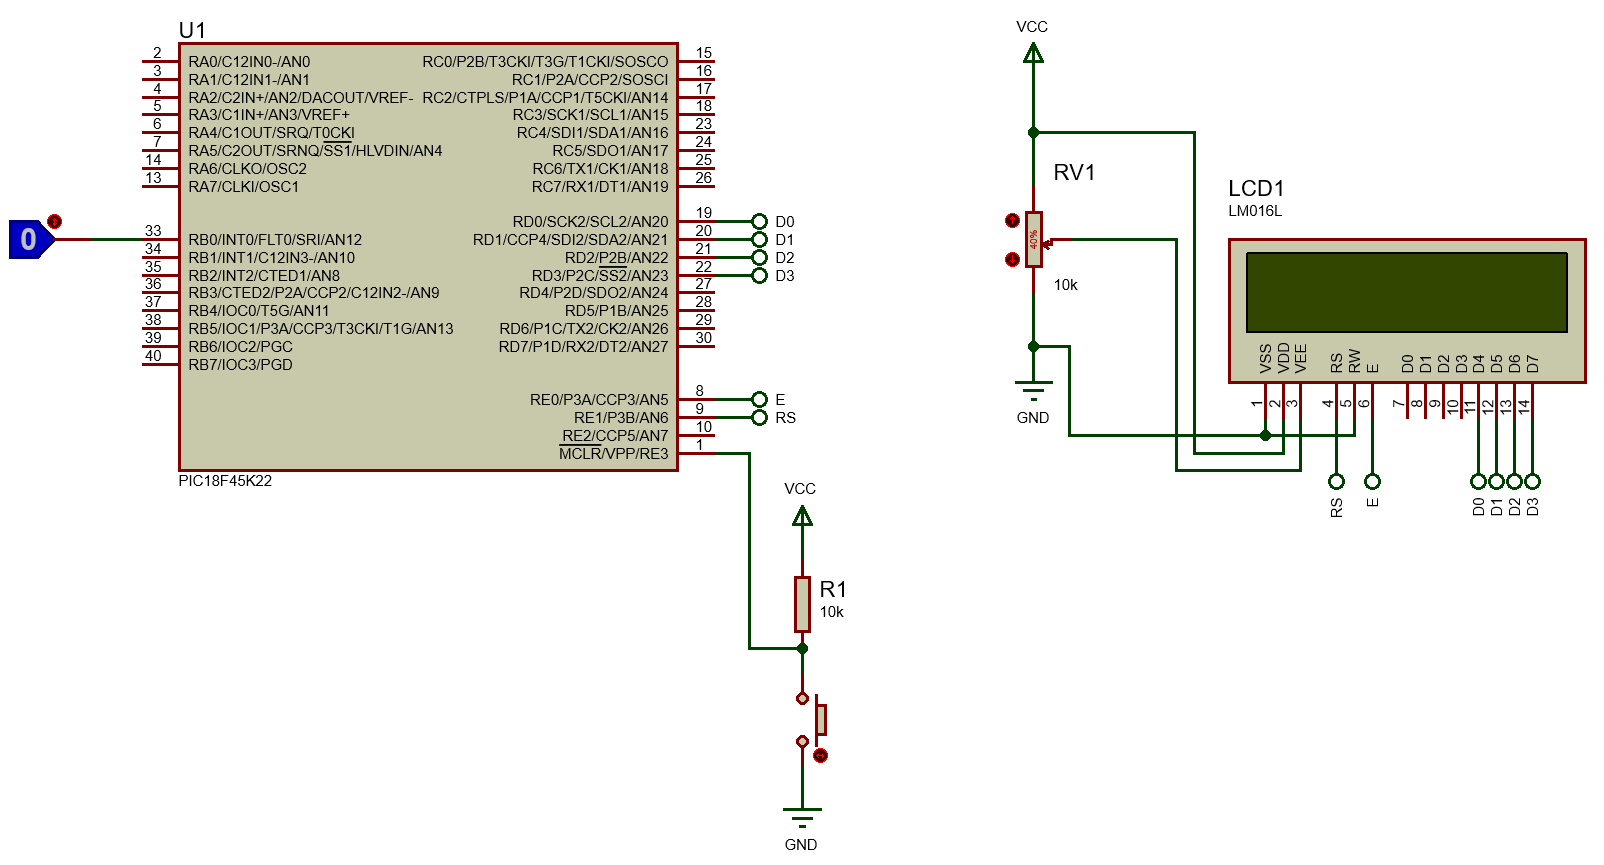 U1
2 RA0/C12IN0-/AN0 RC0/P2B/T3CKI/T3G/T1CKI/SOSCO 15
3 RA1/C12IN1-/AN1 RC1/P2A/CCP2/SOSCI 16
4 RA2/C2IN+/AN2/DACOUT/VREF- RC2/CTPLS/P1A/CCP1/T5CKI/AN14 17
5 RA3/C1IN+/AN3/VREF+ RC3/SCK1/SCL1/AN15 18
6 RA4/C1OUT/SRQ/T0CKI RC4/SDI1/SDA1/AN16 23
7 RA5/C2OUT/SRNQ/SS1/HLVDIN/AN4 RC5/SDO1/AN17 24
14 RA6/CLKO/OSC2 RC6/TX1/CK1/AN18 25
13 RA7/CLKI/OSC1 RC7/RX1/DT1/AN19 26
RD0/SCK2/SCL2/AN20 19 D0
0 33 RB0/INT0/FLT0/SRI/AN12 RD1/CCP4/SDI2/SDA2/AN21 20 D1
34 RB1/INT1/C12IN3-/AN10 RD2/P2B/AN22 21 D2
35 RB2/INT2/CTED1/AN8 RD3/P2C/SS2/AN23 22 D3
36 RB3/CTED2/P2A/CCP2/C12IN2-/AN9 RD4/P2D/SDO2/AN24 27
37 RB4/IOC0/T5G/AN11 RD5/P1B/AN25 28
38 RB5/IOC1/P3A/CCP3/T3CKI/T1G/AN13 RD6/P1C/TX2/CK2/AN26 29
39 RB6/IOC2/PGC RD7/P1D/RX2/DT2/AN27 30
40 RB7/IOC3/PGD
RE0/P3A/CCP3/AN5 8 E
RE1/P3B/AN6 9 RS
RE2/CCP5/AN7 10
MCLR/VPP/RE3 1
PIC18F45K22
VCC
R1
10k
GND
VCC
RV1
40%
10k
GND
LCD1
LM016L
VSS VDD VEE RS RW E D0 D1 D2 D3 D4 D5 D6 D7
1 2 3 4 5 6 7 8 9 10 11 12 13 14
RS E D0 D1 D2 D3